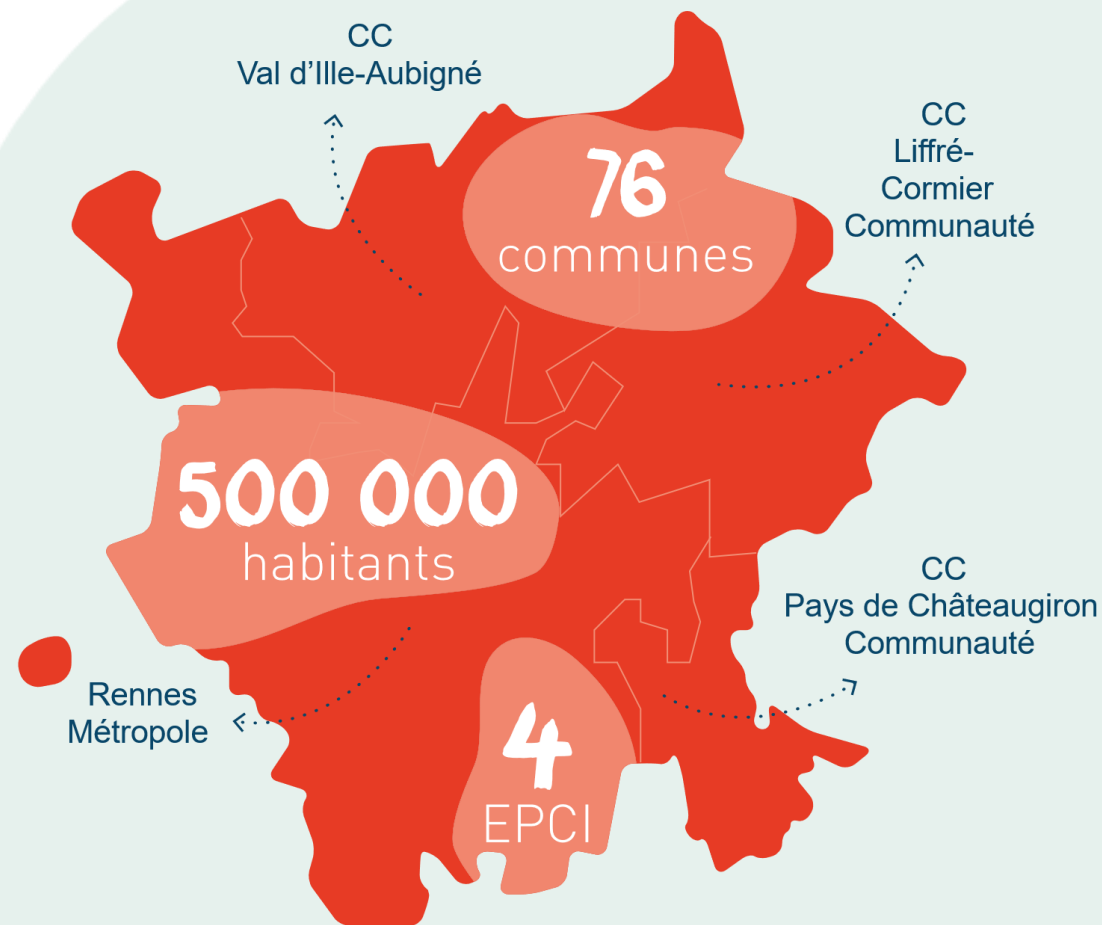 CC
Val d’Ille-Aubigné
CC
Liffré-
Cormier
Communauté
76
communes
500 000
habitants
CC
Pays de Châteaugiron
Communauté
Rennes
Métropole
4
EPCI